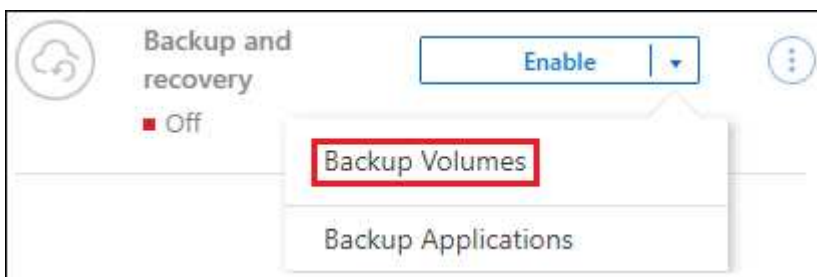 Backup and
recovery
Enable
Off
Backup Volumes
Backup Applications